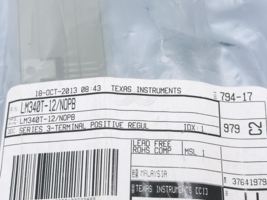 18-OCT-2013 08:43 TEXAS INSTRUMENTS
794-17
LM340T-12/NOPB
LM340T-12/NOPB
SERIES 3-TERMINAL POSITIVE REGUL IDX: 1
979
C2
LEAD FREE
ROHS COMP MSL 1
MALAYSIA
TEXAS INSTRUMENTS
37641979